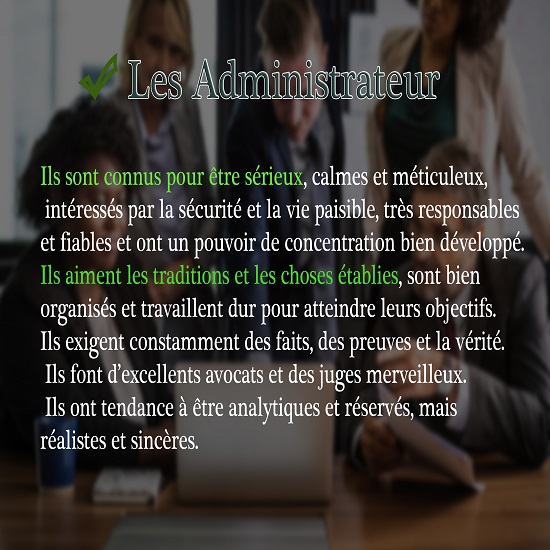 Les Administrateur
Ils sont connus pour être sérieux, calmes et méticuleux,
intéressés par la sécurité et la vie paisible, très responsables
et fiables et ont un pouvoir de concentration bien développé.
Ils aiment les traditions et les choses établies, sont bien
organisés et travaillent dur pour atteindre leurs objectifs.
Ils exigent constamment des faits, des preuves et la vérité.
Ils font d'excellents avocats et des juges merveilleux.
Ils ont tendance à être analytiques et réservés, mais
réalistes et sincères.